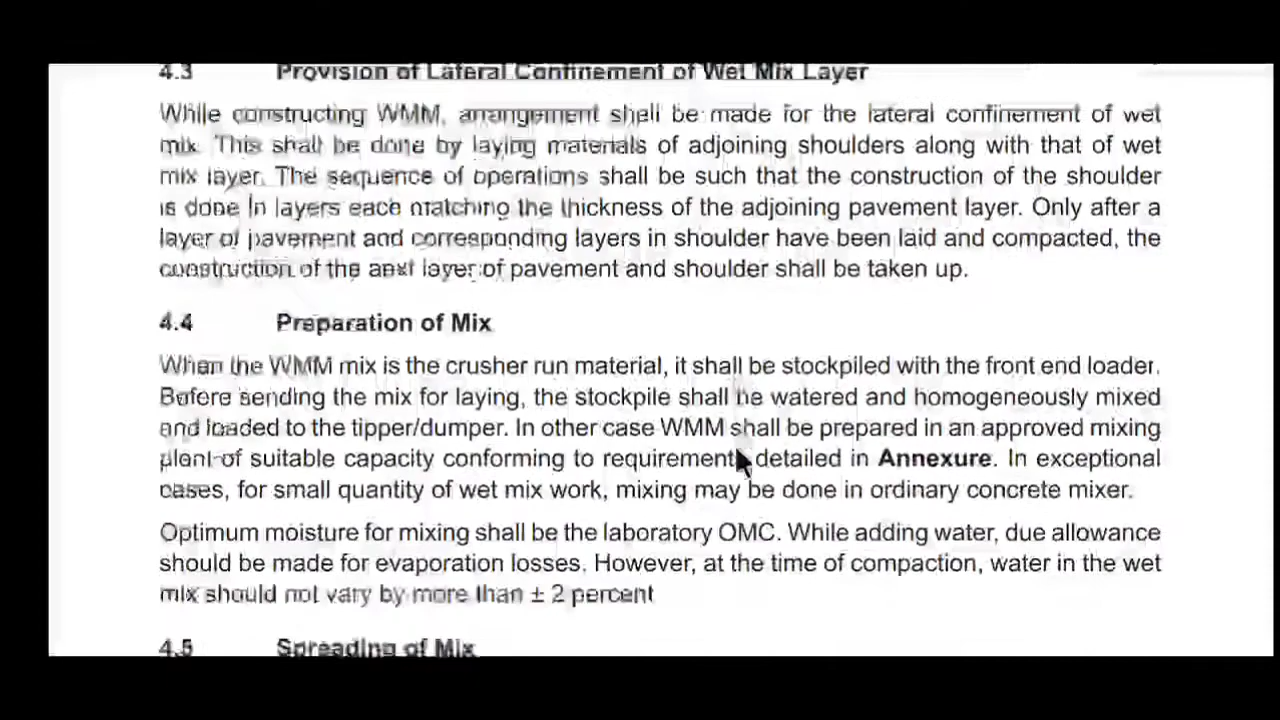 4.3 Provision of Lateral Confinement of Wet Mix Layer
While constructing WMM, arrangement shall be made for the lateral confinement of wet
mix. This shall be done by laying materials of adjoining shoulders along with that of wet
mix layer. The sequence of operations shall be such that the construction of the shoulder
is done in layers each matching the thickness of the adjoining pavement layer. Only after a
layer of pavement and corresponding layers in shoulder have been laid and compacted, the
construction of the next layer of pavement and shoulder shall be taken up.
4.4 Preparation of Mix
When the WMM mix is the crusher run material, it shall be stockpiled with the front end loader.
Before sending the mix for laying, the stockpile shall be watered and homogeneously mixed
and loaded to the tipper/dumper. In other case WMM shall be prepared in an approved mixing
plant of suitable capacity conforming to requirements detailed in Annexure. In exceptional
cases, for small quantity of wet mix work, mixing may be done in ordinary concrete mixer.
Optimum moisture for mixing shall be the laboratory OMC. While adding water, due allowance
should be made for evaporation losses. However, at the time of compaction, water in the wet
mix should not vary by more than ± 2 percent
4.5 Spreading of Mix